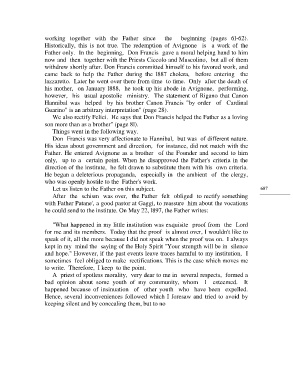 working together with the Father since the beginning (pages 61-62).
Historically, this is not true. The redemption of Avignone is a work of the
Father only. In the beginning, Don Francis gave a moral helping hand to him
now and then together with the Priests Ciccolo and Muscolino, but all of them
withdrew shortly after. Don Francis committed himself to his favored work, and
came back to help the Father during the 1887 cholera, before entering the
lazzaretto. Later he went over there from time to time. Only after the death of
his mother, on January 1888, he took up his abode in Avignone, performing,
however, his usual apostolic ministry. The statement of Rigano that Canon
Hannibal was helped by his brother Canon Francis "by order of Cardinal
Guarino" is an arbitrary interpretation" (page 28).
We also rectify Felici. He says that Don Francis helped the Father as a loving
son more than as a brother" (page 81).
Things went in the following way.
Don Francis was very affectionate to Hannibal, but was of different nature.
His ideas about government and direction, for instance, did not match with the
Father. He entered Avignone as a brother of the Founder and second to him
only, up to a certain point. When he disapproved the Father's criteria in the
direction of the institute, he felt drawn to substitute them with his own criteria.
He began a deleterious propaganda, especially in the ambient of the clergy,
who was openly hostile to the Father's work.
Let us listen to the Father on this subject.
After the schism was over, the Father felt obliged to rectify something
with Father Patane', a good pastor at Gaggi, to reassure him about the vocations
he could send to the institute. On May 22, 1897, the Father writes:
607
"What happened in my little institution was exquisite proof from the Lord
for me and its members. Today that the proof is almost over, I wouldn't like to
speak of it, all the more because I did not speak when the proof was on. I always
kept in my mind the saying of the Holy Spirit "Your strength will be in silence
and hope." However, if the past events leave traces harmful to my institution, I
sometimes feel obliged to make rectifications. This is the case which moves me
to write. Therefore, I keep to the point.
A priest of spotless morality, very dear to me in several respects, formed a
bad opinion about some youth of my community, whom I esteemed. It
happened because of insinuation of other youth who have been expelled.
Hence, several inconveniences followed which I foresaw and tried to avoid by
keeping silent and by concealing them, but to no